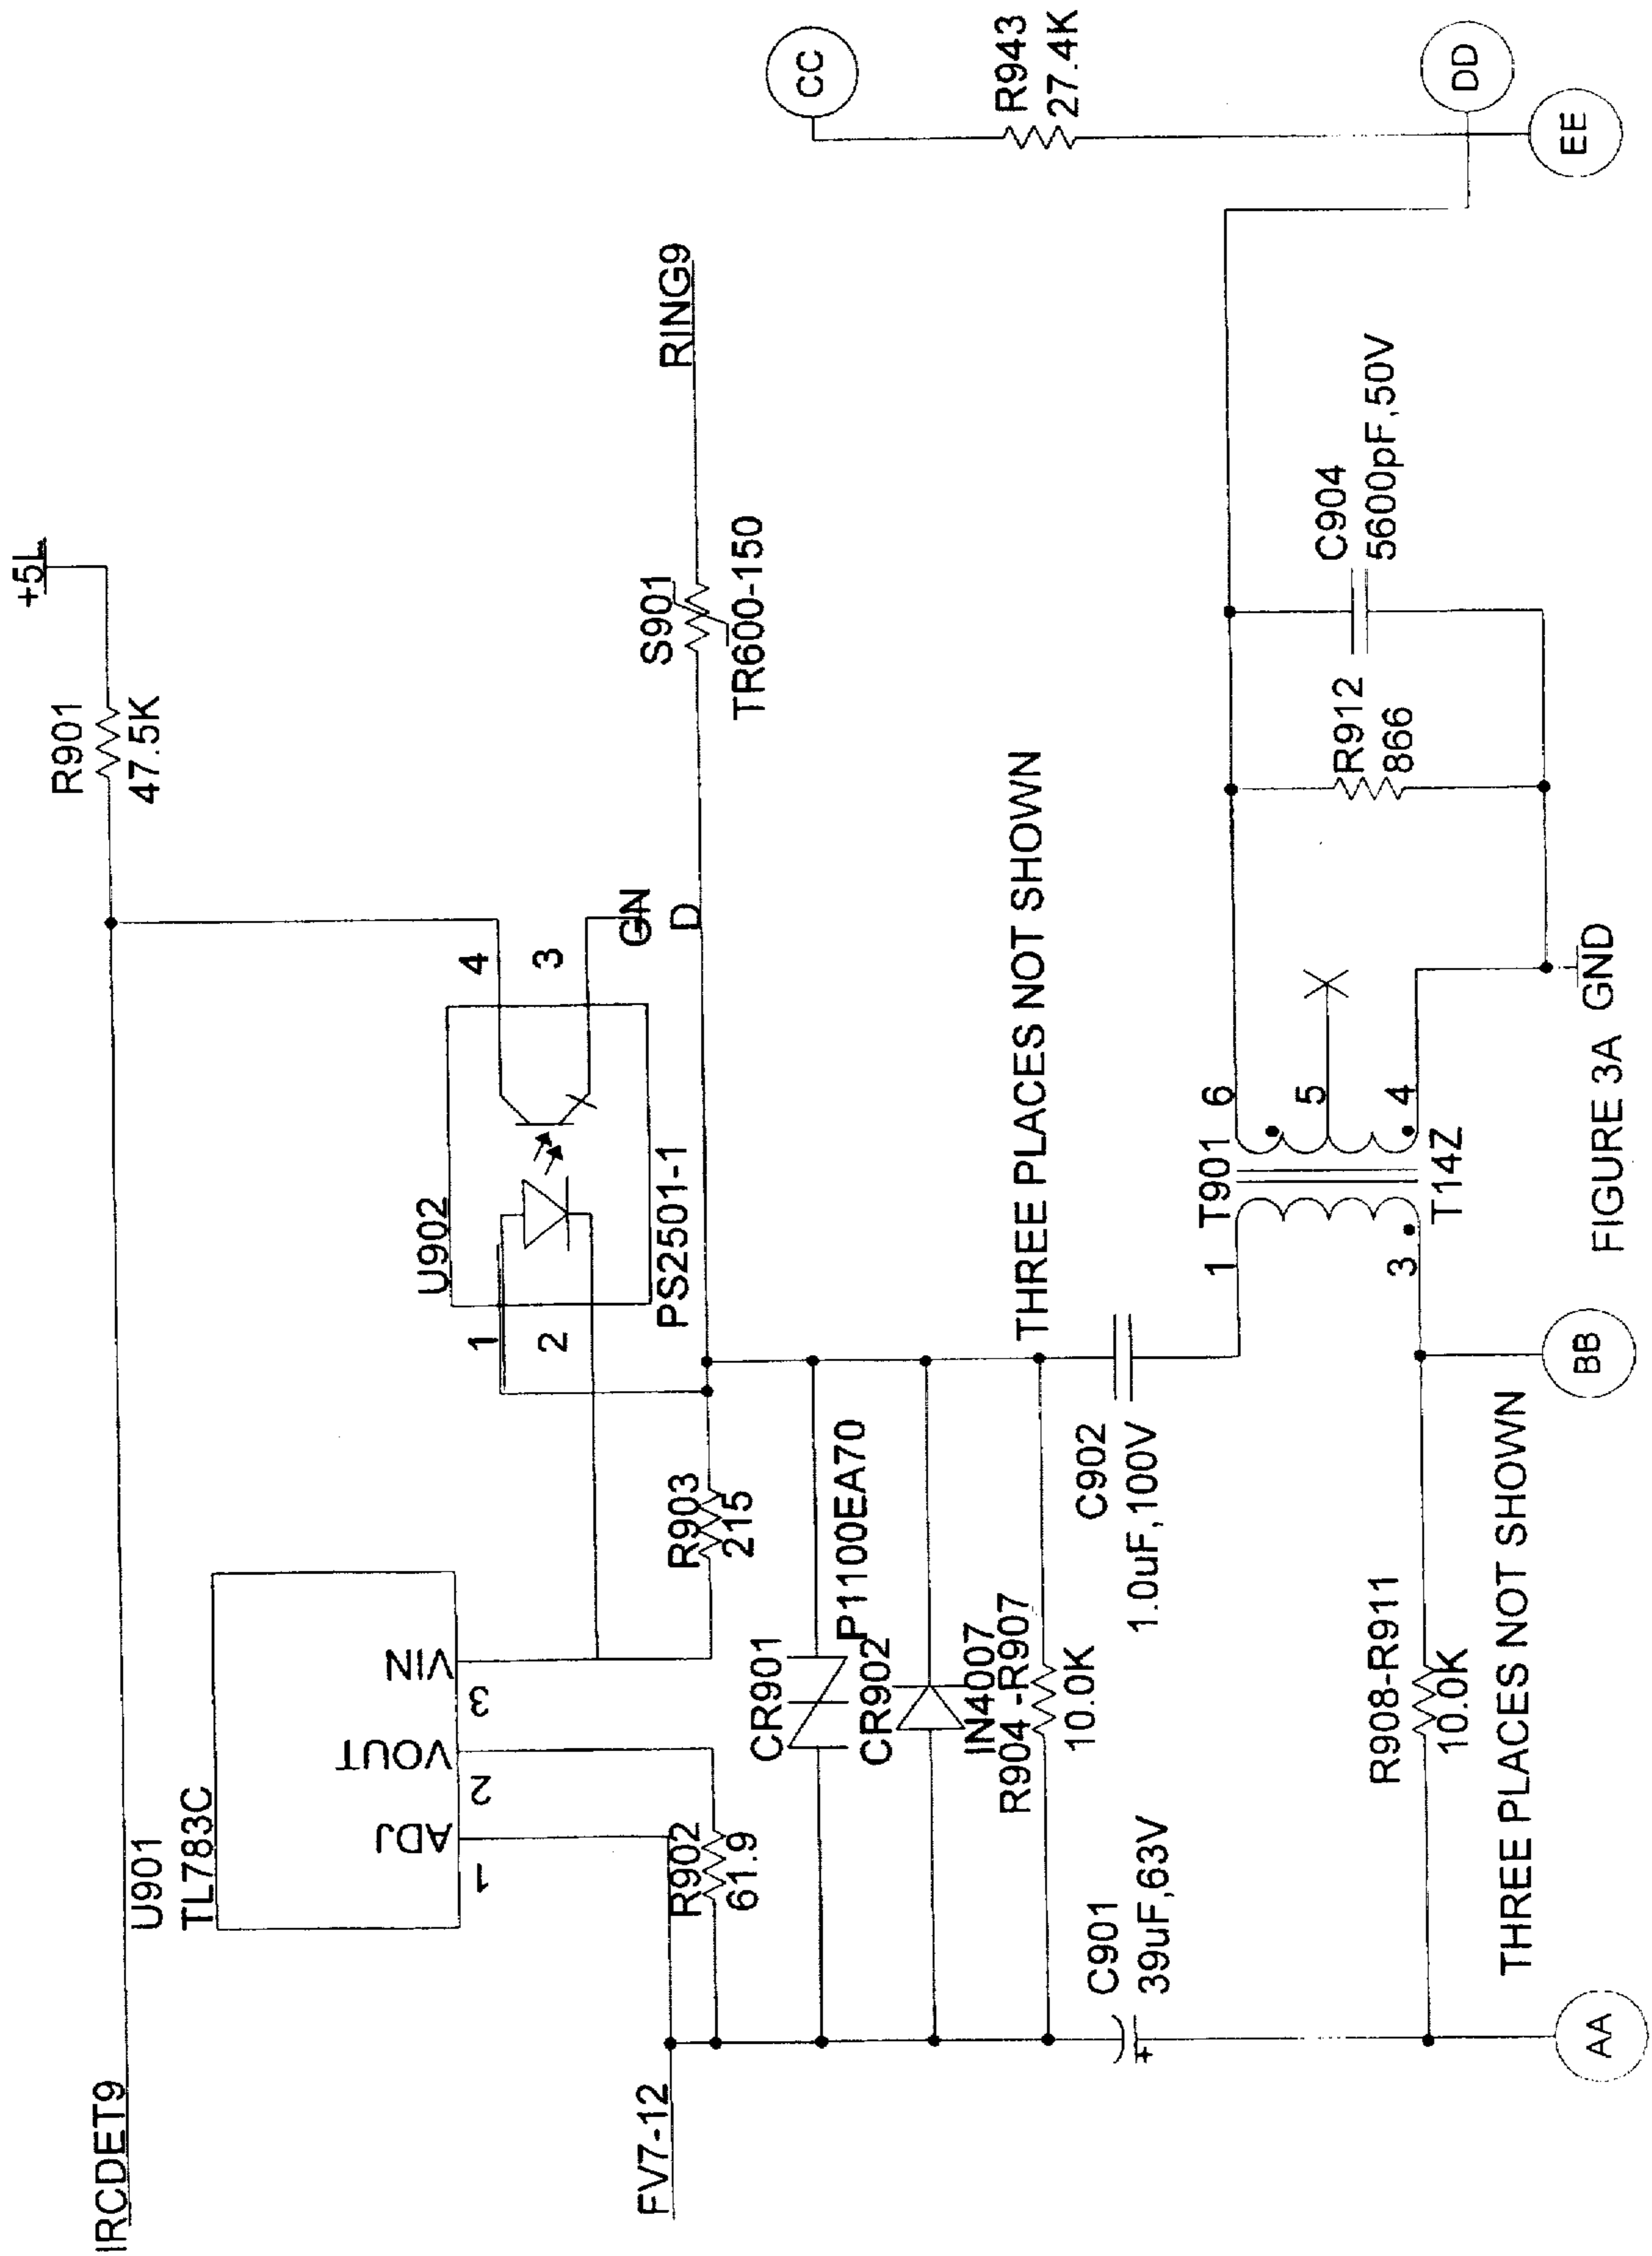 IRCDET9
+5L
R901
47.5K
U901
TL783C
ADJ
VOUT
VIN
1
2
3
U902
1
2
4
3
PS2501-1
GN
D
S901
TR600-150
RING9
FV7-12
R902
61.9
R903
215
CR901
P1100EA70
CR902
IN4007
R904-R907
10.0K
THREE PLACES NOT SHOWN
C901
39uF,63V
C902
1.0uF,100V
R908-R911
10.0K
THREE PLACES NOT SHOWN
T901
1
3
6
5
4
T14Z
R912
866
C904
5600pF,50V
GND
CC
R943
27.4K
DD
EE
AA
BB
FIGURE 3A